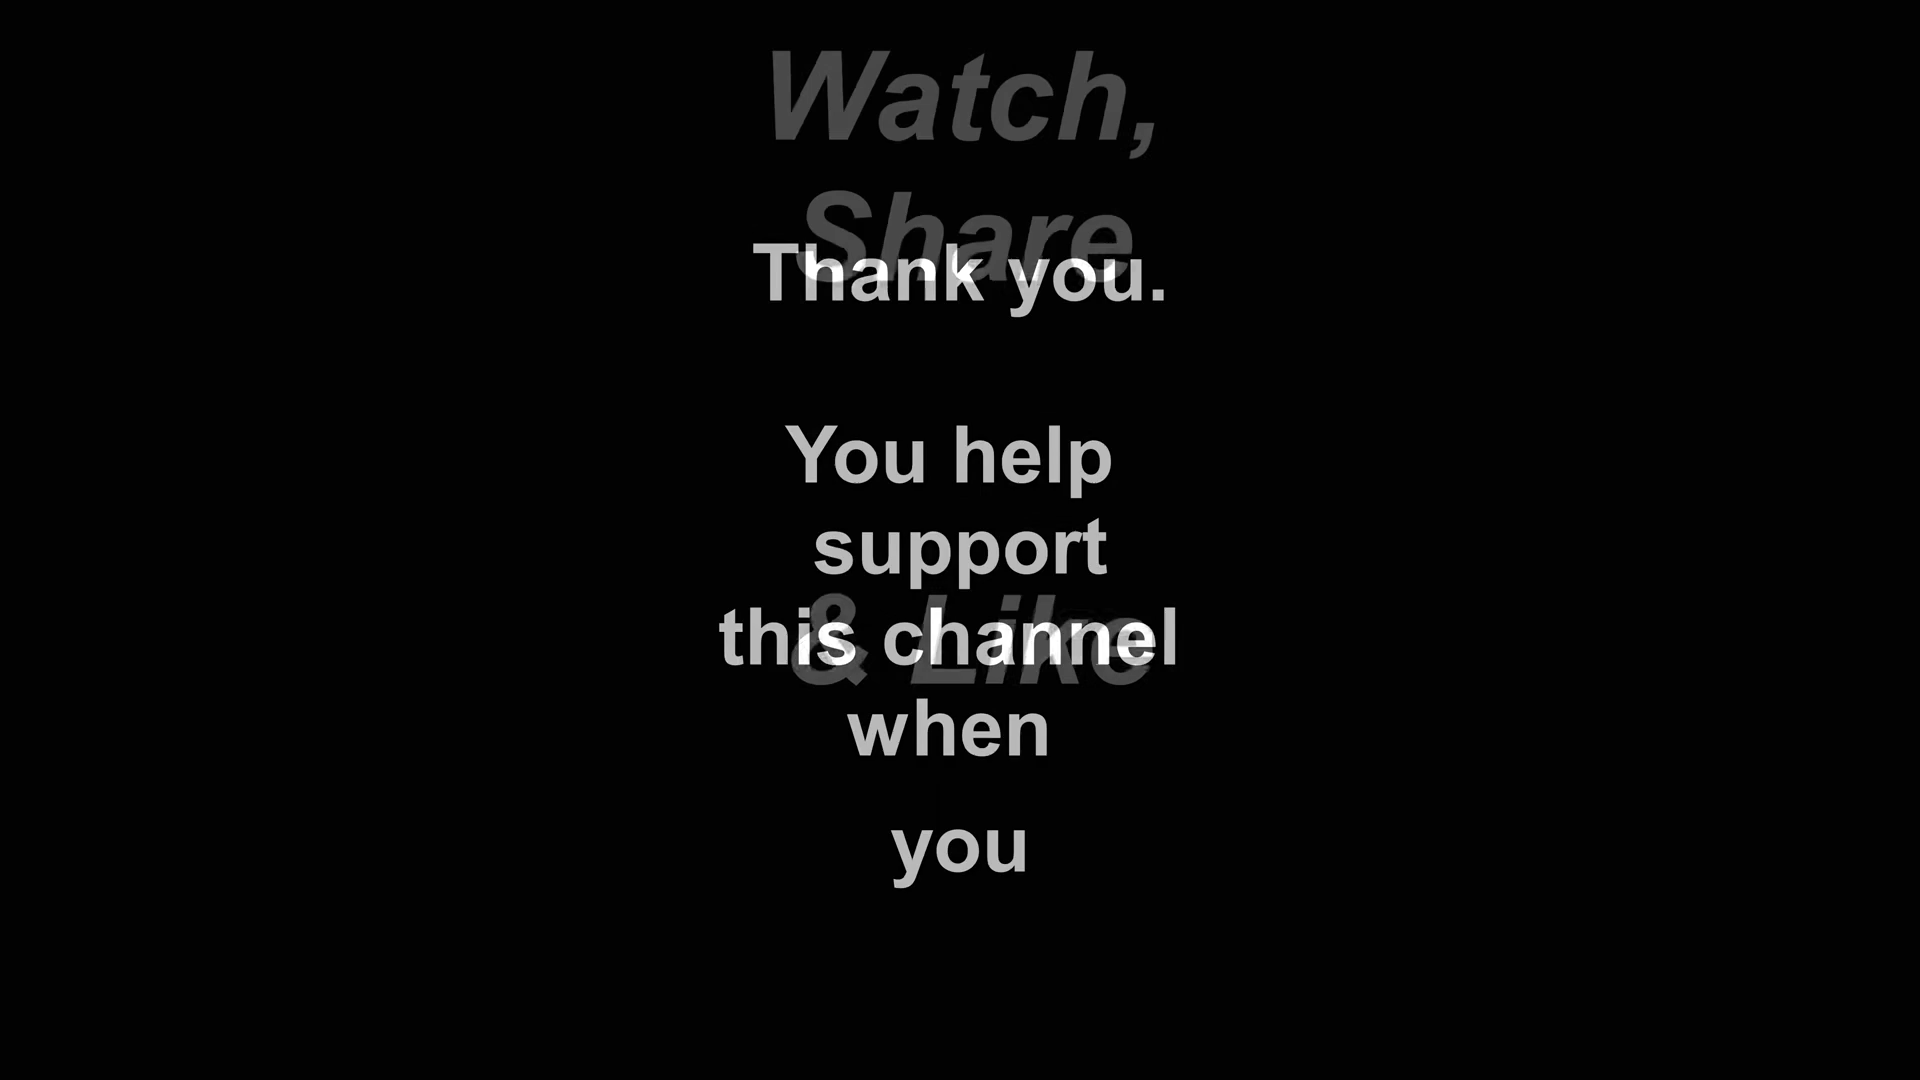 Watch,
Share
Thank you.
You help
support
& Like
this channel
when
you